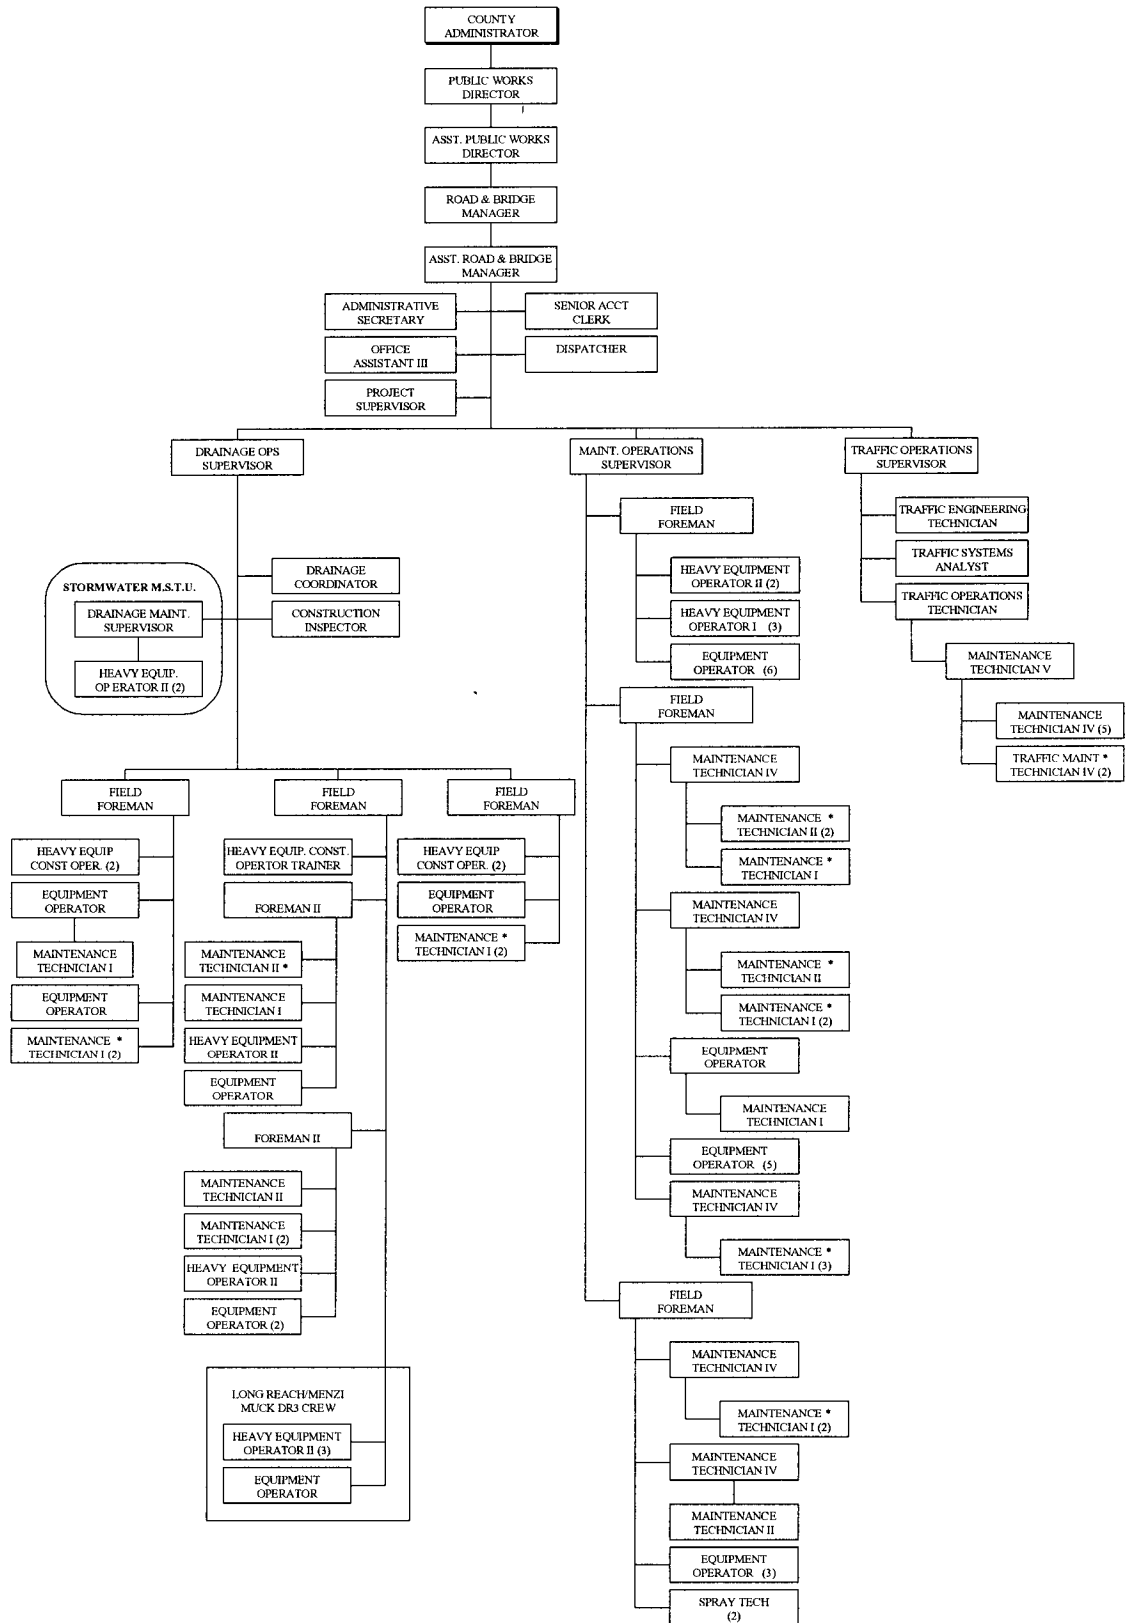 COUNTY
ADMINISTRATOR
PUBLIC WORKS
DIRECTOR
ASST. PUBLIC WORKS
DIRECTOR
ROAD & BRIDGE
MANAGER
ASST. ROAD & BRIDGE
MANAGER
ADMINISTRATIVE
SECRETARY
SENIOR ACCT
CLERK
OFFICE
ASSISTANT III
DISPATCHER
PROJECT
SUPERVISOR
DRAINAGE OPS
SUPERVISOR
DRAINAGE
COORDINATOR
CONSTRUCTION
INSPECTOR
STORMWATER M.S.T.U.
DRAINAGE MAINT.
SUPERVISOR
HEAVY EQUIP.
OPERATOR II (2)
FIELD
FOREMAN
HEAVY EQUIP
CONST OPER. (2)
EQUIPMENT
OPERATOR
MAINTENANCE
TECHNICIAN I
EQUIPMENT
OPERATOR
MAINTENANCE *
TECHNICIAN I (2)
FIELD
FOREMAN
HEAVY EQUIP. CONST.
OPERTOR TRAINER
FOREMAN II
MAINTENANCE
TECHNICIAN II *
MAINTENANCE
TECHNICIAN I
HEAVY EQUIPMENT
OPERATOR II
EQUIPMENT
OPERATOR
FOREMAN II
MAINTENANCE
TECHNICIAN II
MAINTENANCE
TECHNICIAN I (2)
HEAVY EQUIPMENT
OPERATOR II
EQUIPMENT
OPERATOR (2)
LONG REACH/MENZI
MUCK DR3 CREW
HEAVY EQUIPMENT
OPERATOR II (3)
EQUIPMENT
OPERATOR
FIELD
FOREMAN
HEAVY EQUIP
CONST OPER. (2)
EQUIPMENT
OPERATOR
MAINTENANCE *
TECHNICIAN I (2)
MAINT. OPERATIONS
SUPERVISOR
FIELD
FOREMAN
HEAVY EQUIPMENT
OPERATOR II (2)
HEAVY EQUIPMENT
OPERATOR I (3)
EQUIPMENT
OPERATOR (6)
FIELD
FOREMAN
MAINTENANCE
TECHNICIAN IV
MAINTENANCE *
TECHNICIAN II (2)
MAINTENANCE *
TECHNICIAN I
MAINTENANCE
TECHNICIAN IV
MAINTENANCE *
TECHNICIAN II
MAINTENANCE *
TECHNICIAN I (2)
EQUIPMENT
OPERATOR
MAINTENANCE
TECHNICIAN I
EQUIPMENT
OPERATOR (5)
MAINTENANCE
TECHNICIAN IV
MAINTENANCE *
TECHNICIAN I (3)
FIELD
FOREMAN
MAINTENANCE
TECHNICIAN IV
MAINTENANCE *
TECHNICIAN I (2)
MAINTENANCE
TECHNICIAN IV
MAINTENANCE
TECHNICIAN II
EQUIPMENT
OPERATOR (3)
SPRAY TECH
(2)
TRAFFIC OPERATIONS
SUPERVISOR
TRAFFIC ENGINEERING
TECHNICIAN
TRAFFIC SYSTEMS
ANALYST
TRAFFIC OPERATIONS
TECHNICIAN
MAINTENANCE
TECHNICIAN V
MAINTENANCE
TECHNICIAN IV (5)
TRAFFIC MAINT *
TECHNICIAN IV (2)